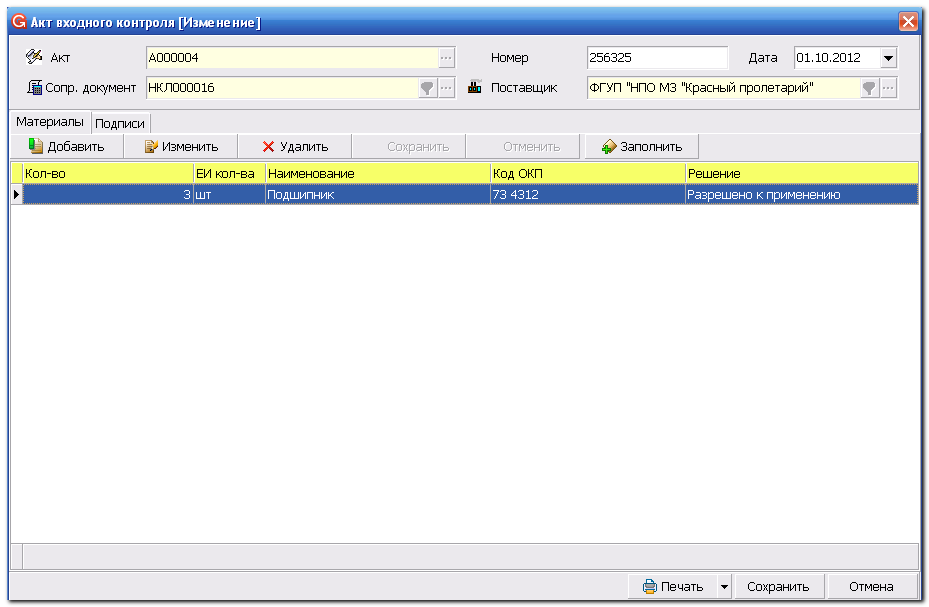 Акт входного контроля [Изменение]
Акт А000004 ... Номер 256325 Дата 01.10.2012
Сопр. документ НКЛ000016 ... Поставщик ФГУП "НПО МЗ "Красный пролетарий" ...
Материалы Подписи
Добавить Изменить Удалить Сохранить Отменить Заполнить
Кол-во ЕИ кол-ва Наименование Код ОКП Решение
3 шт Подшипник 73 4312 Разрешено к применению
Печать Сохранить Отмена